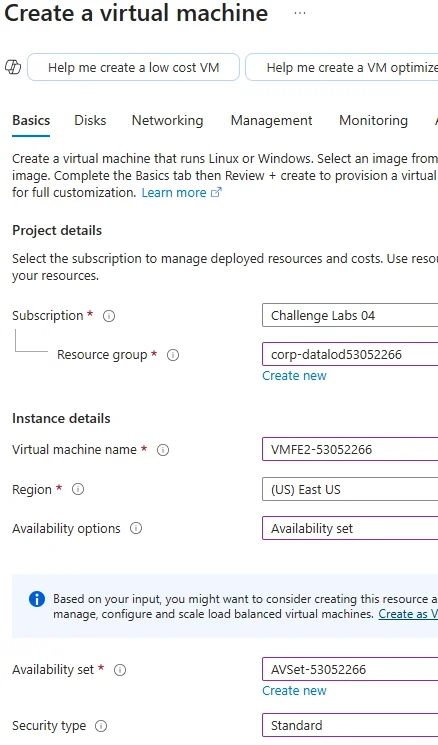 Create a virtual machine ...
Help me create a low cost VM
Help me create a VM optimize
Basics Disks Networking Management Monitoring
Create a virtual machine that runs Linux or Windows. Select an image from
image. Complete the Basics tab then Review + create to provision a virtual
for full customization. Learn more
Project details
Select the subscription to manage deployed resources and costs. Use resou
your resources.
Subscription *
Challenge Labs 04
Resource group *
corp-datalod53052266
Create new
Instance details
Virtual machine name *
VMFE2-53052266
Region *
(US) East US
Availability options
Availability set
Based on your input, you might want to consider creating this resource a
manage, configure and scale load balanced virtual machines. Create as V
Availability set *
AVSet-53052266
Create new
Security type
Standard